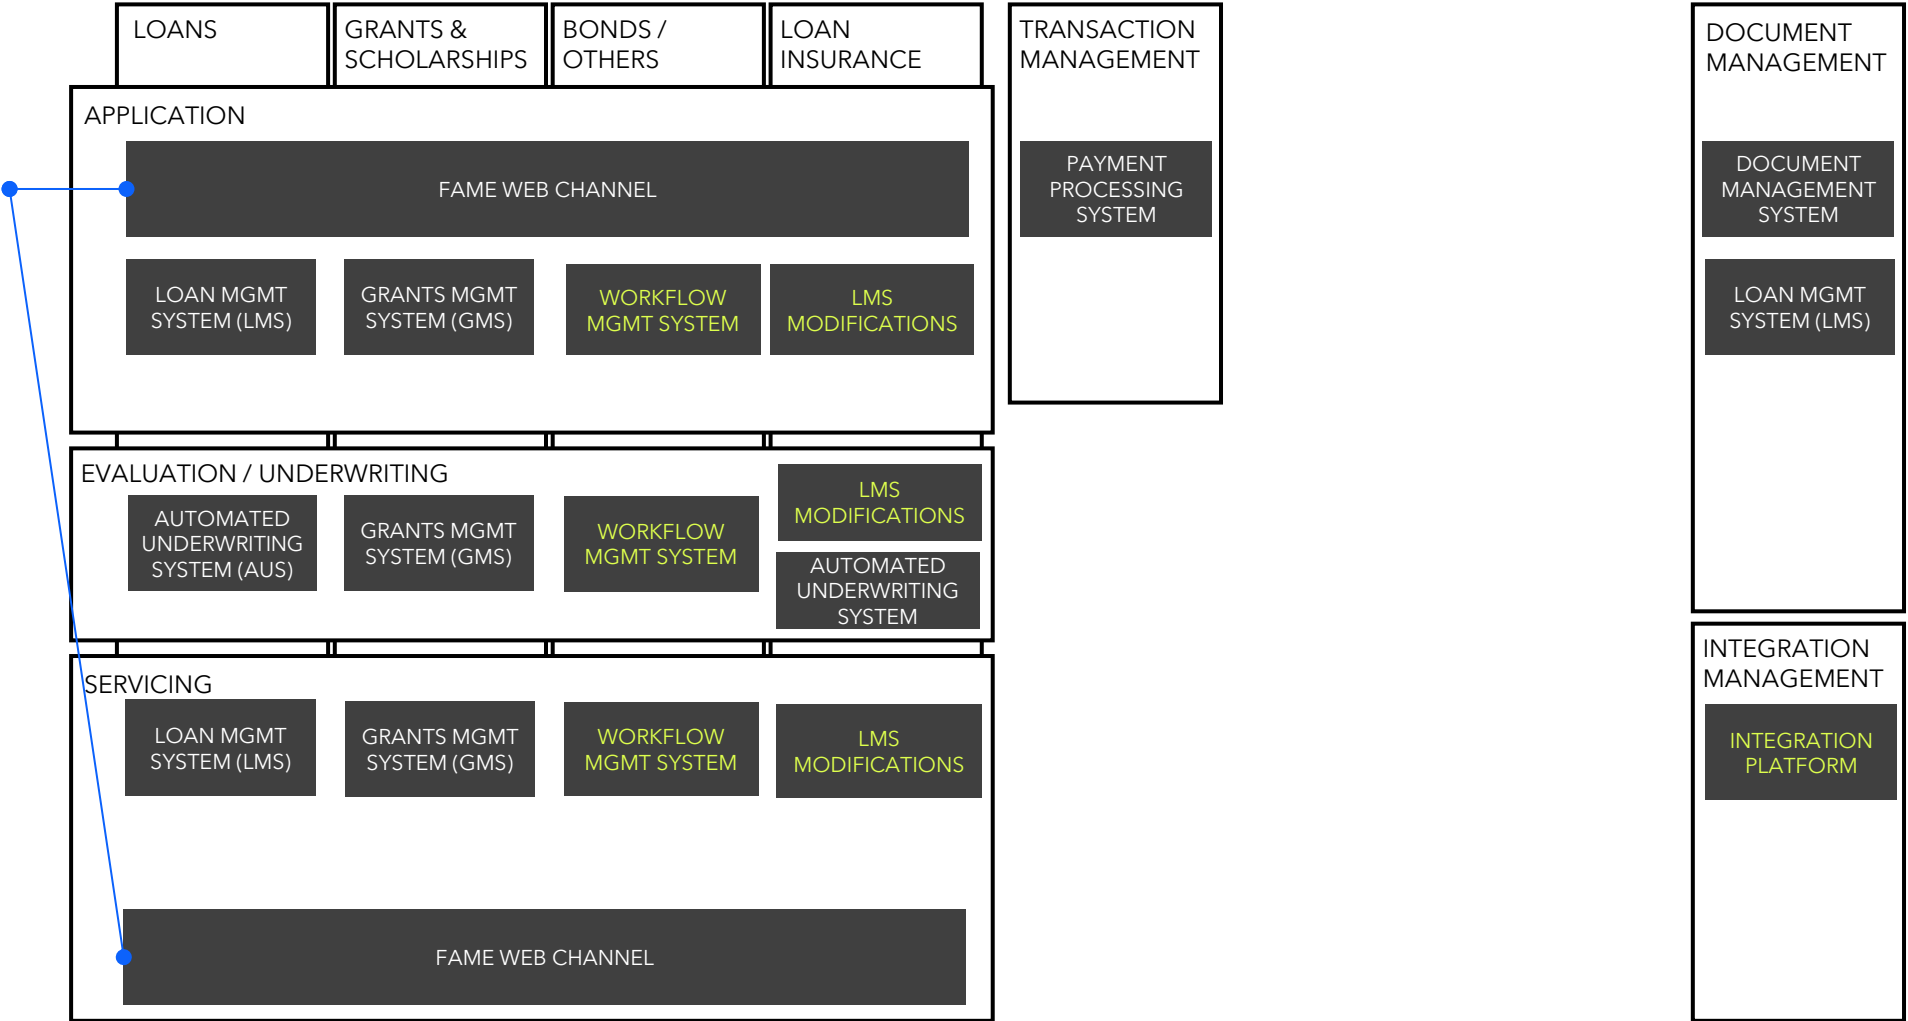 LOANS
GRANTS &
SCHOLARSHIPS
BONDS /
OTHERS
LOAN
INSURANCE
TRANSACTION
MANAGEMENT
DOCUMENT
MANAGEMENT
APPLICATION
FAME WEB CHANNEL
PAYMENT
PROCESSING
SYSTEM
DOCUMENT
MANAGEMENT
SYSTEM
LOAN MGMT
SYSTEM (LMS)
GRANTS MGMT
SYSTEM (GMS)
WORKFLOW
MGMT SYSTEM
LMS
MODIFICATIONS
LOAN MGMT
SYSTEM (LMS)
EVALUATION / UNDERWRITING
AUTOMATED
UNDERWRITING
SYSTEM (AUS)
GRANTS MGMT
SYSTEM (GMS)
WORKFLOW
MGMT SYSTEM
LMS
MODIFICATIONS
AUTOMATED
UNDERWRITING
SYSTEM
SERVICING
LOAN MGMT
SYSTEM (LMS)
GRANTS MGMT
SYSTEM (GMS)
WORKFLOW
MGMT SYSTEM
LMS
MODIFICATIONS
INTEGRATION
MANAGEMENT
INTEGRATION
PLATFORM
FAME WEB CHANNEL